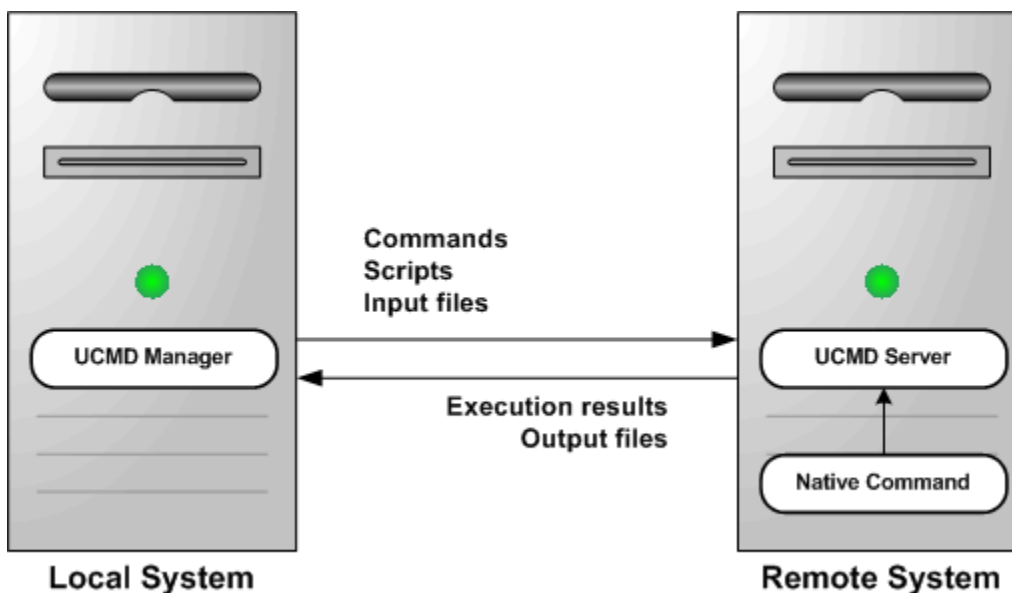 Commands
Scripts
Input files
UCMD Manager
UCMD Server
Execution results
Output files
Native Command
Local System
Remote System